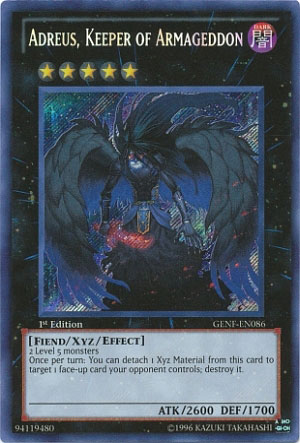 ADREUS, KEEPER OF ARMAGEDDON
DARK
闇
1st Edition
GENF-EN086
[FIEND/XYZ/EFFECT]
2 Level 5 monsters
Once per turn: You can detach 1 Xyz Material from this card to
target 1 face-up card your opponent controls; destroy it.
ATK/2600 DEF/1700
94119480
©1996 KAZUKI TAKAHASHI